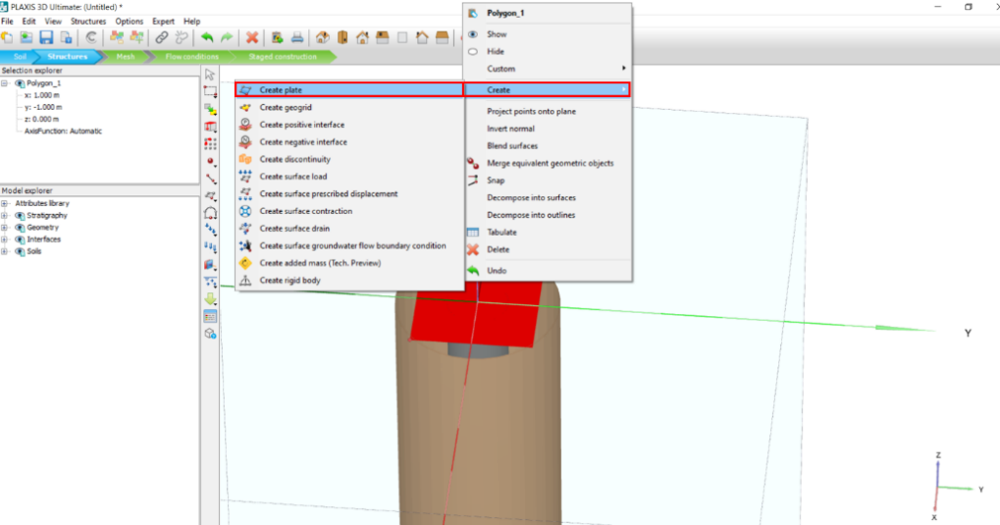 PLAXIS 3D Ultimate: (Untitled) *
File Edit View Structures Options Expert Help
Soil Structures Mesh Flow conditions Staged construction
Selection explorer
Polygon_1
x: 1.000 m
y: -1.000 m
z: 0.000 m
AxisFunction: Automatic
Model explorer
Attributes library
Stratigraphy
Geometry
Interfaces
Soils
Create plate
Create geogrid
Create positive interface
Create negative interface
Create discontinuity
Create surface load
Create surface prescribed displacement
Create surface contraction
Create surface drain
Create surface groundwater flow boundary condition
Create added mass (Tech. Preview)
Create rigid body
Polygon_1
Show
Hide
Custom
Create
Project points onto plane
Invert normal
Blend surfaces
Merge equivalent geometric objects
Snap
Decompose into surfaces
Decompose into outlines
Tabulate
Delete
Undo
Y
Z
Y
X